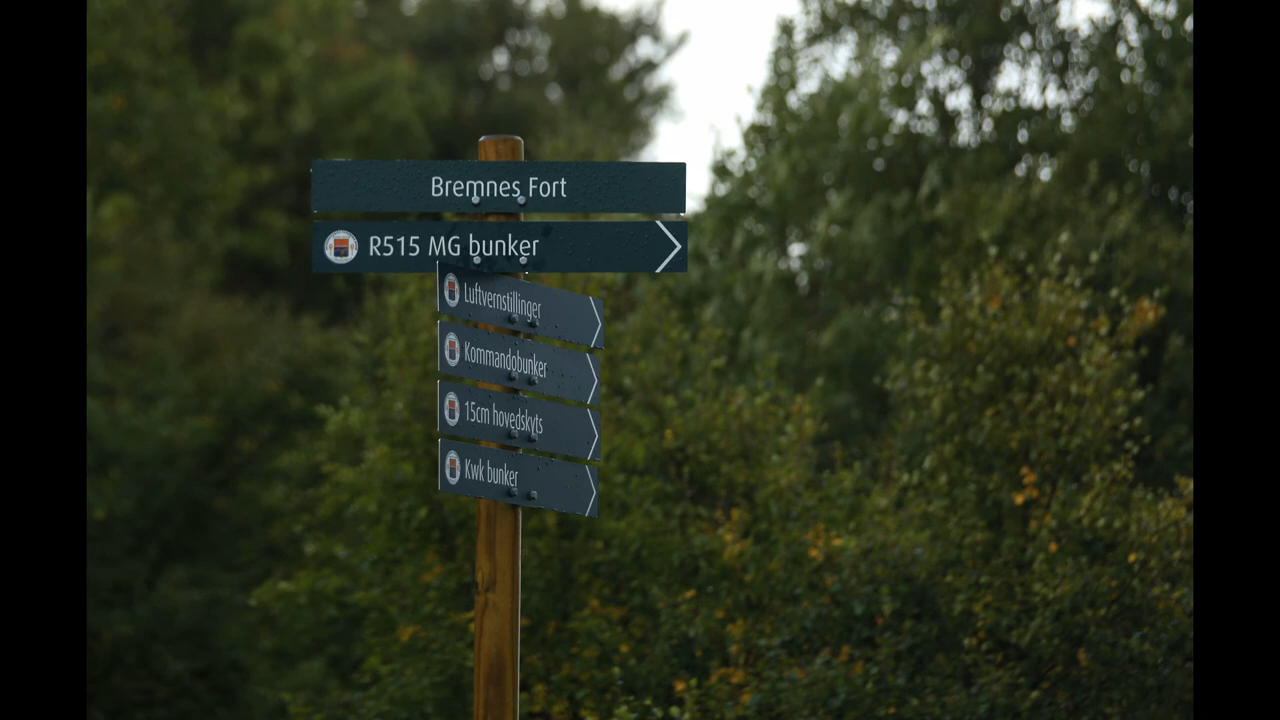 Bremnes Fort
R515 MG bunker
Luftvernstillinger
Kommandobunker
15cm hovedskyts
Kwk bunker